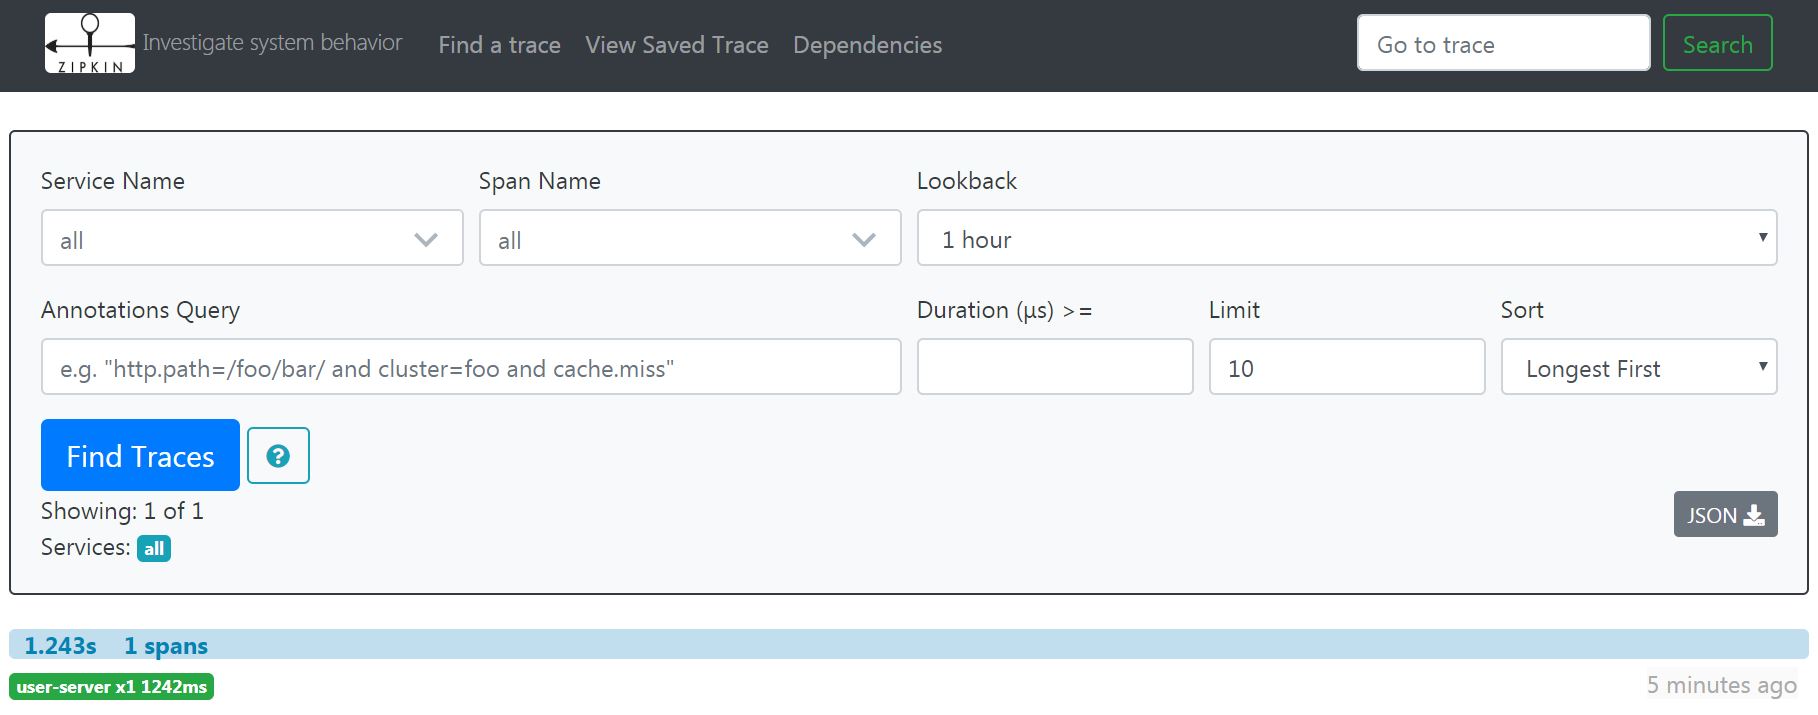 ZIPKIN Investigate system behavior Find a trace View Saved Trace Dependencies Go to trace Search
Service Name Span Name Lookback
all all 1 hour
Annotations Query Duration (μs) >= Limit Sort
e.g. "http.path=/foo/bar/ and cluster=foo and cache.miss" 10 Longest First
Find Traces ?
Showing: 1 of 1 JSON
Services: all
1.243s 1 spans
user-server x1 1242ms 5 minutes ago